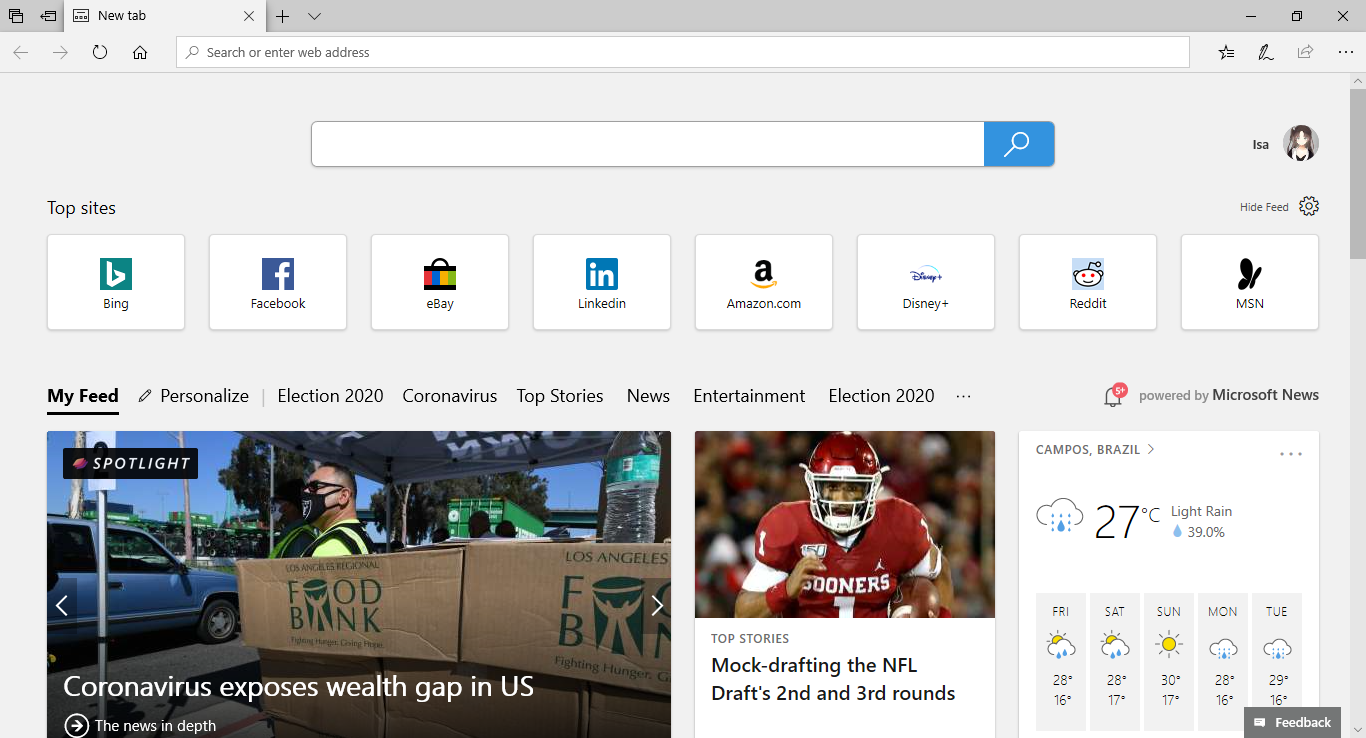 New tab
Search or enter web address
Isa
Top sites
Hide Feed
Bing
Facebook
eBay
Linkedin
Amazon.com
Disney+
Reddit
MSN
My Feed
Personalize
Election 2020
Coronavirus
Top Stories
News
Entertainment
Election 2020
...
5+
powered by Microsoft News
SPOTLIGHT
LOS ANGELES REGIONAL
FOOD
BANK
Fighting Hunger. Giving Hope.
LOS ANGELES
Fighting Hunger.
Coronavirus exposes wealth gap in US
The news in depth
SOONERS
1
TOP STORIES
Mock-drafting the NFL
Draft's 2nd and 3rd rounds
CAMPOS, BRAZIL
27°C
Light Rain
39.0%
FRI SAT SUN MON TUE
28° 28° 30° 28° 29°
16° 17° 17° 16° 16°
Feedback